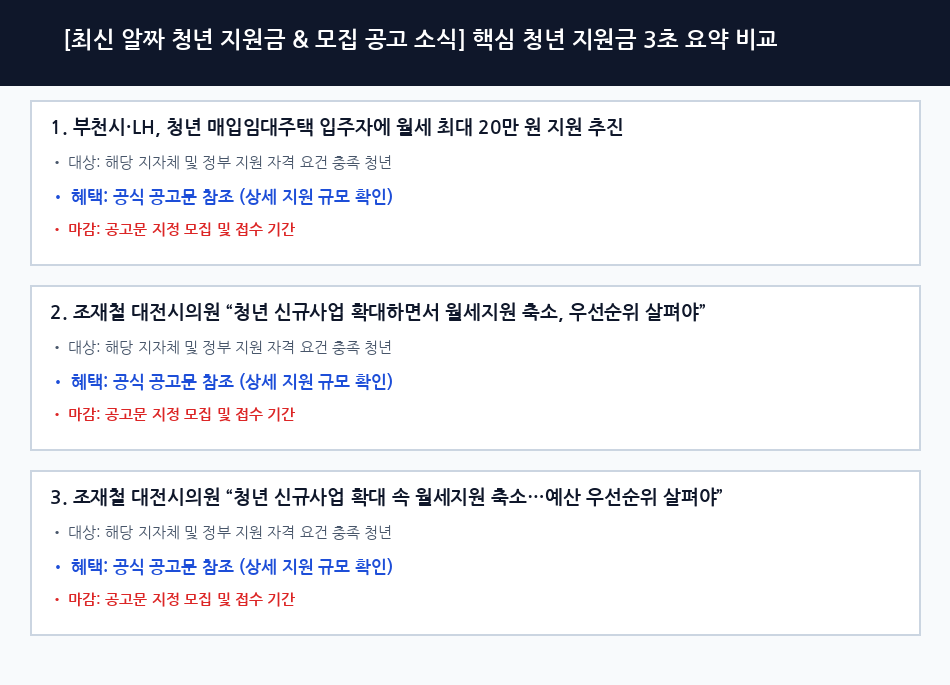 [최신 알짜 청년 지원금 & 모집 공고 소식] 핵심 청년 지원금 3초 요약 비교
1. 부천시·LH, 청년 매입임대주택 입주자에 월세 최대 20만 원 지원 추진
• 대상: 해당 지자체 및 정부 지원 자격 요건 충족 청년
• 혜택: 공식 공고문 참조 (상세 지원 규모 확인)
• 마감: 공고문 지정 모집 및 접수 기간
2. 조재철 대전시의원 “청년 신규사업 확대하면서 월세지원 축소, 우선순위 살펴야”
• 대상: 해당 지자체 및 정부 지원 자격 요건 충족 청년
• 혜택: 공식 공고문 참조 (상세 지원 규모 확인)
• 마감: 공고문 지정 모집 및 접수 기간
3. 조재철 대전시의원 “청년 신규사업 확대 속 월세지원 축소…예산 우선순위 살펴야”
• 대상: 해당 지자체 및 정부 지원 자격 요건 충족 청년
• 혜택: 공식 공고문 참조 (상세 지원 규모 확인)
• 마감: 공고문 지정 모집 및 접수 기간